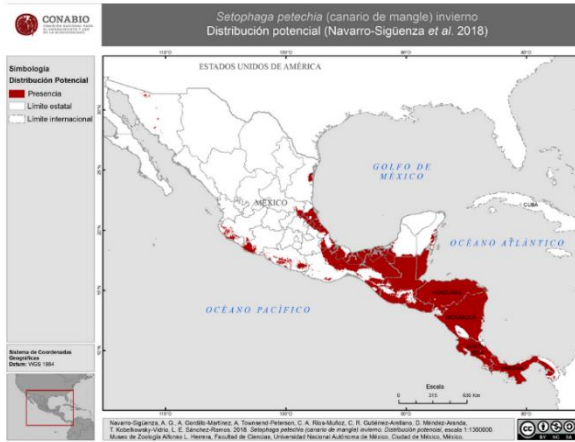 CONABIO
Setophaga petechia (canario de mangle) invierno
Distribución potencial (Navarro-Sigüenza et al. 2018)
Simbología
Distribución Potencial
Presencia
Límite estatal
Límite internacional
ESTADOS UNIDOS DE AMÉRICA
GOLFO DE
MÉXICO
MÉXICO
CUBA
OCÉANO ATLÁNTICO
OCÉANO PACÍFICO
Escala
0
215
630 Km
Sistema de Coordenadas
Geográficas
Datum: WGS 1984
Navarro-Sigüenza, A. G., A. Gordillo-Martínez, A. Townsend-Peterson, C. A. Ríos-Muñoz, C. R. Gutiérrez-Arellano, D. Méndez-Aranda,
T. Kobelkowsky-Vidrio, L. E. Sánchez-Ramos. 2018. Setophaga petechia (canario de mangle) invierno. Distribución potencial, escala 1:1000000.
Museo de Zoología Alfonso L. Herrera, Facultad de Ciencias, Universidad Nacional Autónoma de México, Ciudad de México, México.